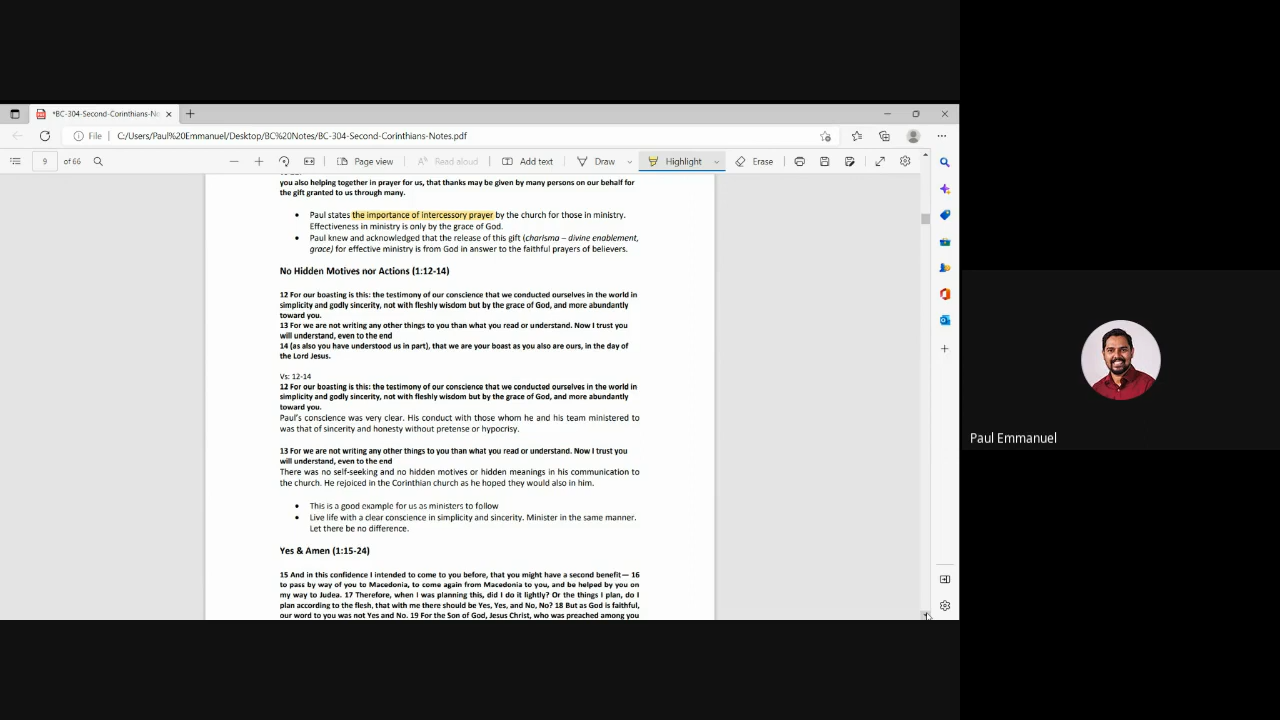 *BC-304-Second-Corinthians-No
File
C:/Users/Paul%20Emmanuel/Desktop/BC%20Notes/BC-304-Second-Corinthians-Notes.pdf
9 of 66
Page view
Read aloud
Add text
Draw
Highlight
Erase
you also helping together in prayer for us, that thanks may be given by many persons on our behalf for
the gift granted to us through many.
• Paul states the importance of intercessory prayer by the church for those in ministry.
Effectiveness in ministry is only by the grace of God.
• Paul knew and acknowledged that the release of this gift (charisma – divine enablement,
grace) for effective ministry is from God in answer to the faithful prayers of believers.
No Hidden Motives nor Actions (1:12-14)
12 For our boasting is this: the testimony of our conscience that we conducted ourselves in the world in
simplicity and godly sincerity, not with fleshly wisdom but by the grace of God, and more abundantly
toward you.
13 For we are not writing any other things to you than what you read or understand. Now I trust you
will understand, even to the end
14 (as also you have understood us in part), that we are your boast as you also are ours, in the day of
the Lord Jesus.
Vs: 12-14
12 For our boasting is this: the testimony of our conscience that we conducted ourselves in the world in
simplicity and godly sincerity, not with fleshly wisdom but by the grace of God, and more abundantly
toward you.
Paul's conscience was very clear. His conduct with those whom he and his team ministered to
was that of sincerity and honesty without pretense or hypocrisy.
13 For we are not writing any other things to you than what you read or understand. Now I trust you
will understand, even to the end
There was no self-seeking and no hidden motives or hidden meanings in his communication to
the church. He rejoiced in the Corinthian church as he hoped they would also in him.
• This is a good example for us as ministers to follow
• Live life with a clear conscience in simplicity and sincerity. Minister in the same manner.
Let there be no difference.
Yes & Amen (1:15-24)
15 And in this confidence I intended to come to you before, that you might have a second benefit— 16
to pass by way of you to Macedonia, to come again from Macedonia to you, and be helped by you on
my way to Judea. 17 Therefore, when I was planning this, did I do it lightly? Or the things I plan, do I
plan according to the flesh, that with me there should be Yes, Yes, and No, No? 18 But as God is faithful,
our word to you was not Yes and No. 19 For the Son of God, Jesus Christ, who was preached among you
Paul Emmanuel